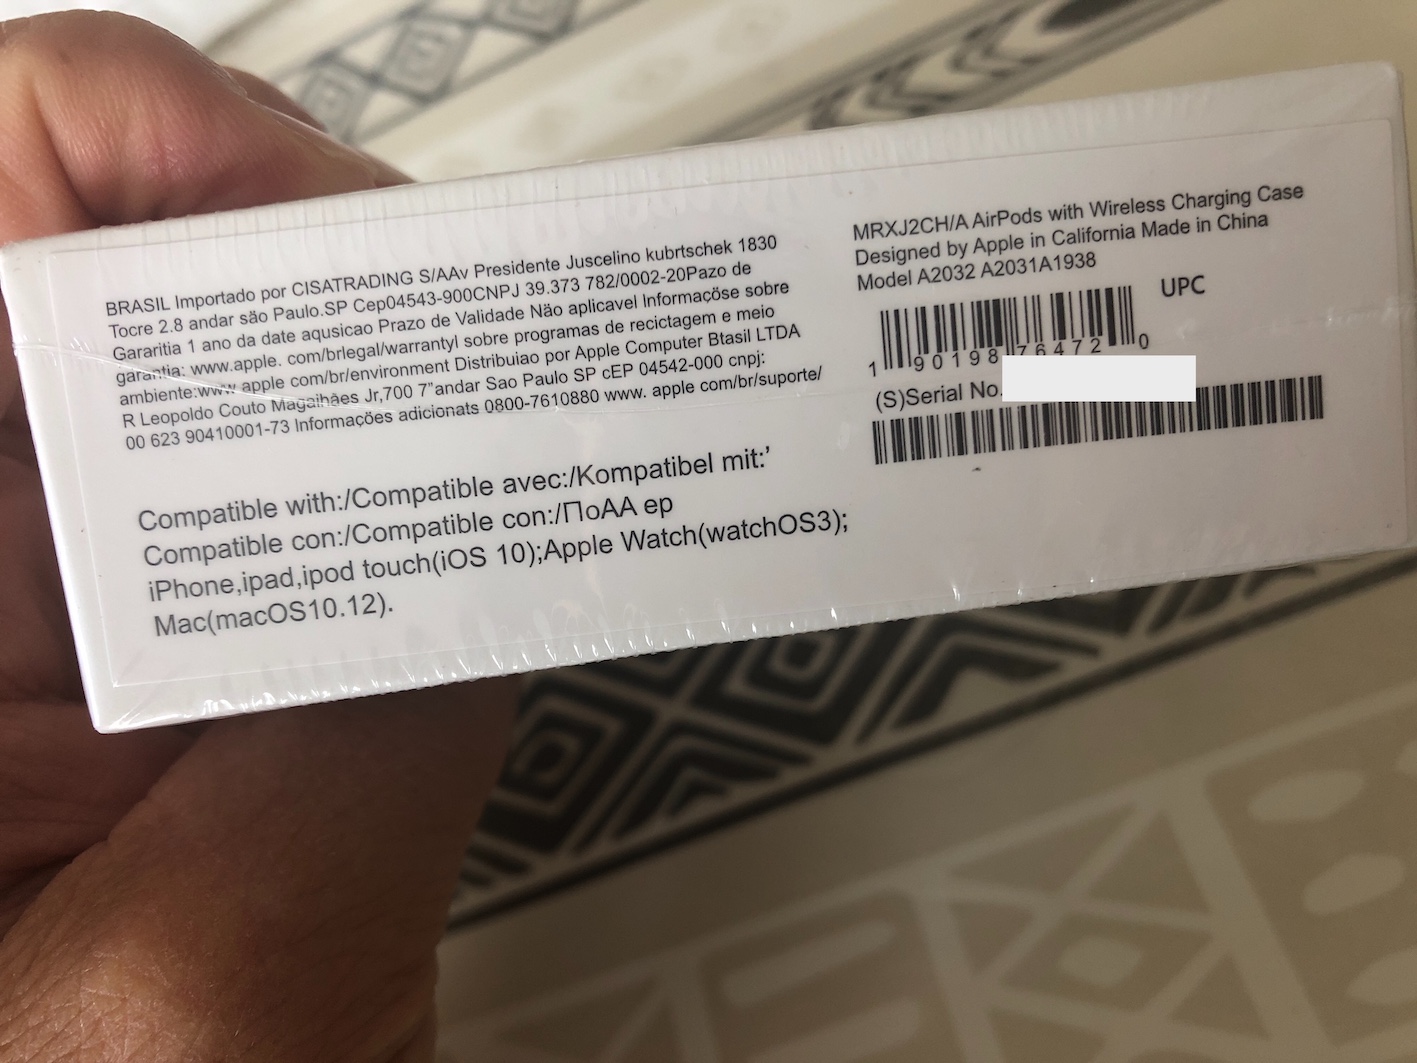 BRASIL Importado por CISATRADING S/AAv Presidente Juscelino kubrtschek 1830
Tocre 2.8 andar são Paulo.SP Cep04543-900CNPJ 39.373 782/0002-20Pazo de
Gararitia 1 ano da date aqusicao Prazo de Validade Não aplicavel Informaçöse sobre
garantia: www.apple. com/brlegal/warrantyl sobre programas de recictagem e meio
ambiente:www.apple com/br/environment Distribuiao por Apple Computer Btasil LTDA
R Leopoldo Couto Magaihães Jr,700 7”andar Sao Paulo SP cEP 04542-000 cnpj:
00 623 90410001-73 Informações adicionats 0800-7610880 www. apple com/br/suporte/
Compatible with:/Compatible avec:/Kompatibel mit:’
Compatible con:/Compatible con:/ПоАА ер
iPhone,ipad,ipod touch(iOS 10);Apple Watch(watchOS3);
Mac(macOS10.12).
MRXJ2CH/A AirPods with Wireless Charging Case
Designed by Apple in California Made in China
Model A2032 A2031A1938
UPC
1 90198 76472 0
(S)Serial No.